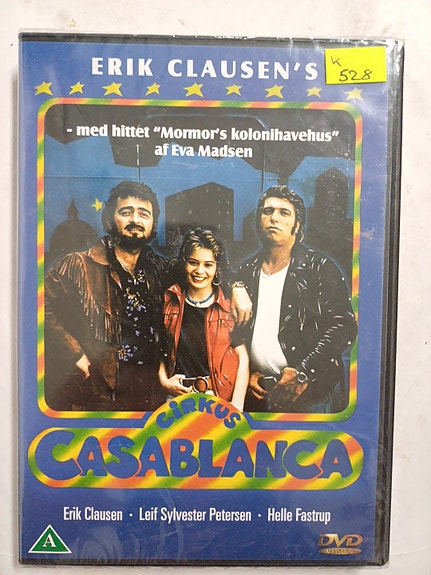 ERIK CLAUSEN'S
K
528
- med hittet "Mormor's kolonihavehus"
af Eva Madsen
CIRKUS
CASABLANCA
Erik Clausen · Leif Sylvester Petersen · Helle Fastrup
A
DVD
VIDEO